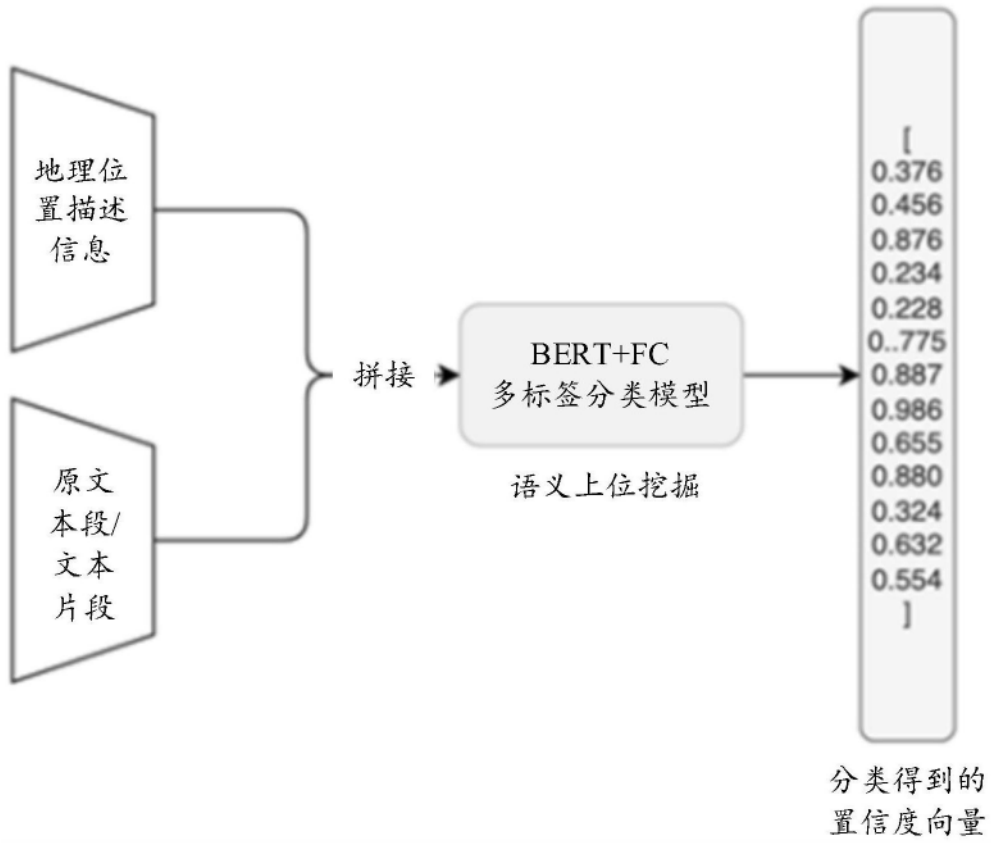 地理位
置描述
信息
原文
本段/
文本
片段
拼接
BERT+FC
多标签分类模型
语义上位挖掘
[
0.376
0.456
0.876
0.234
0.228
0..775
0.887
0.986
0.655
0.880
0.324
0.632
0.554
]
分类得到的
置信度向量